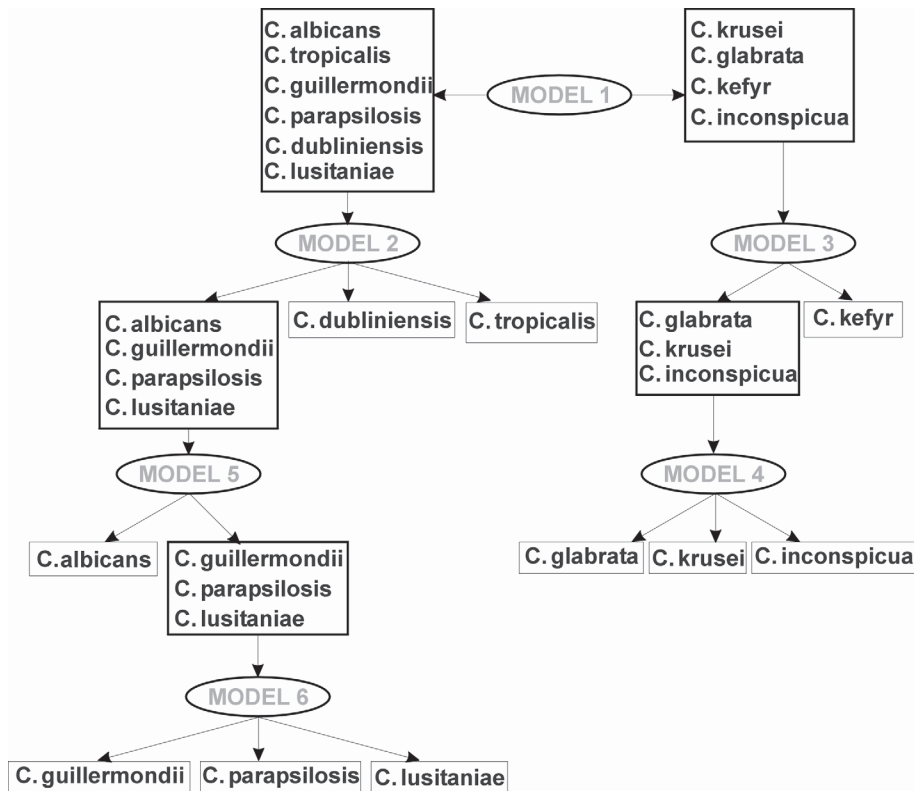 C. albicans
C. tropicalis
C. guillermondii
C. parapsilosis
C. dubliniensis
C. lusitaniae
MODEL 1
C. krusei
C. glabrata
C. kefyr
C. inconspicua
MODEL 2
MODEL 3
C. albicans
C. guillermondii
C. parapsilosis
C. lusitaniae
C. dubliniensis
C. tropicalis
C. glabrata
C. krusei
C. inconspicua
C. kefyr
MODEL 5
MODEL 4
C.albicans
C. guillermondii
C. parapsilosis
C. lusitaniae
C. glabrata
C. krusei
C. inconspicua
MODEL 6
C. guillermondii
C. parapsilosis
C. lusitaniae